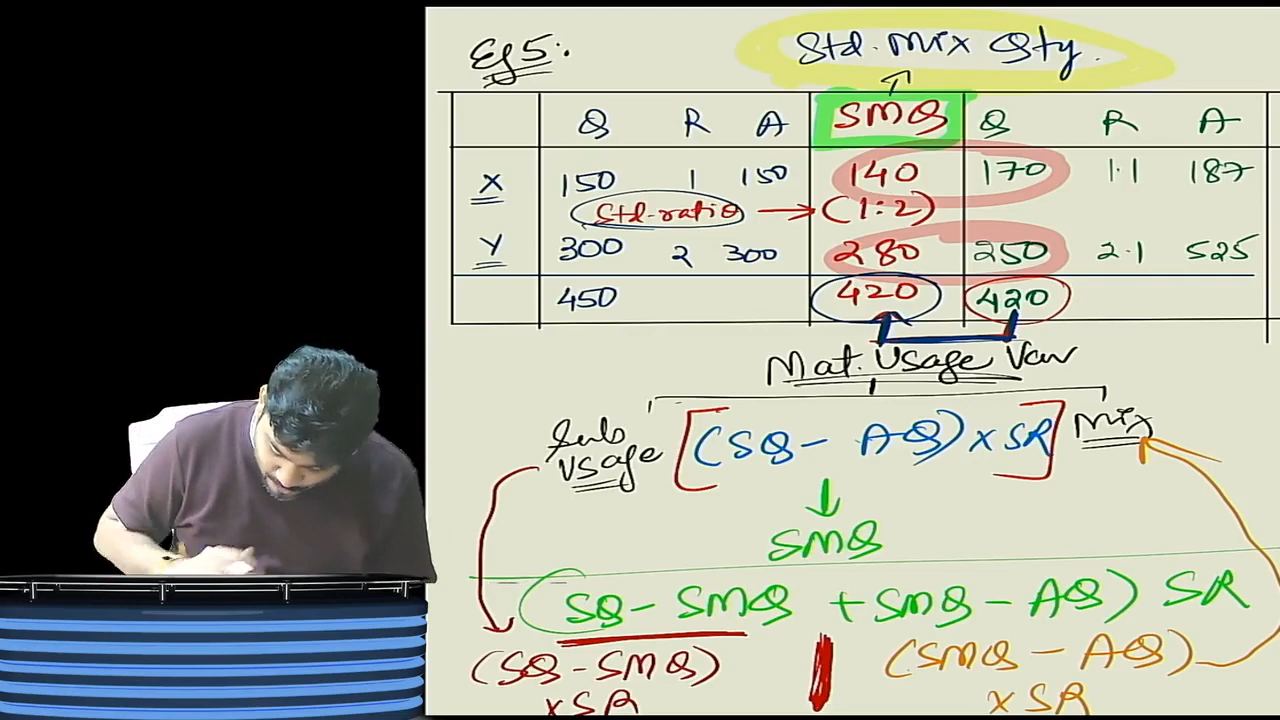 Eg 5:. Std. Mix Qty.
Q R A SMQ Q R A
X 150 1 150 140 170 1.1 187
Std-ratio → (1:2)
Y 300 2 300 280 250 2.1 525
450 420 420
Mat. Usage Var
Sub Usage [(SQ - AQ) x SR] Mix
↓
SMQ
(SQ - SMQ + SMQ - AQ) SR
(SQ - SMQ) (SMQ - AQ)
x SR x SR